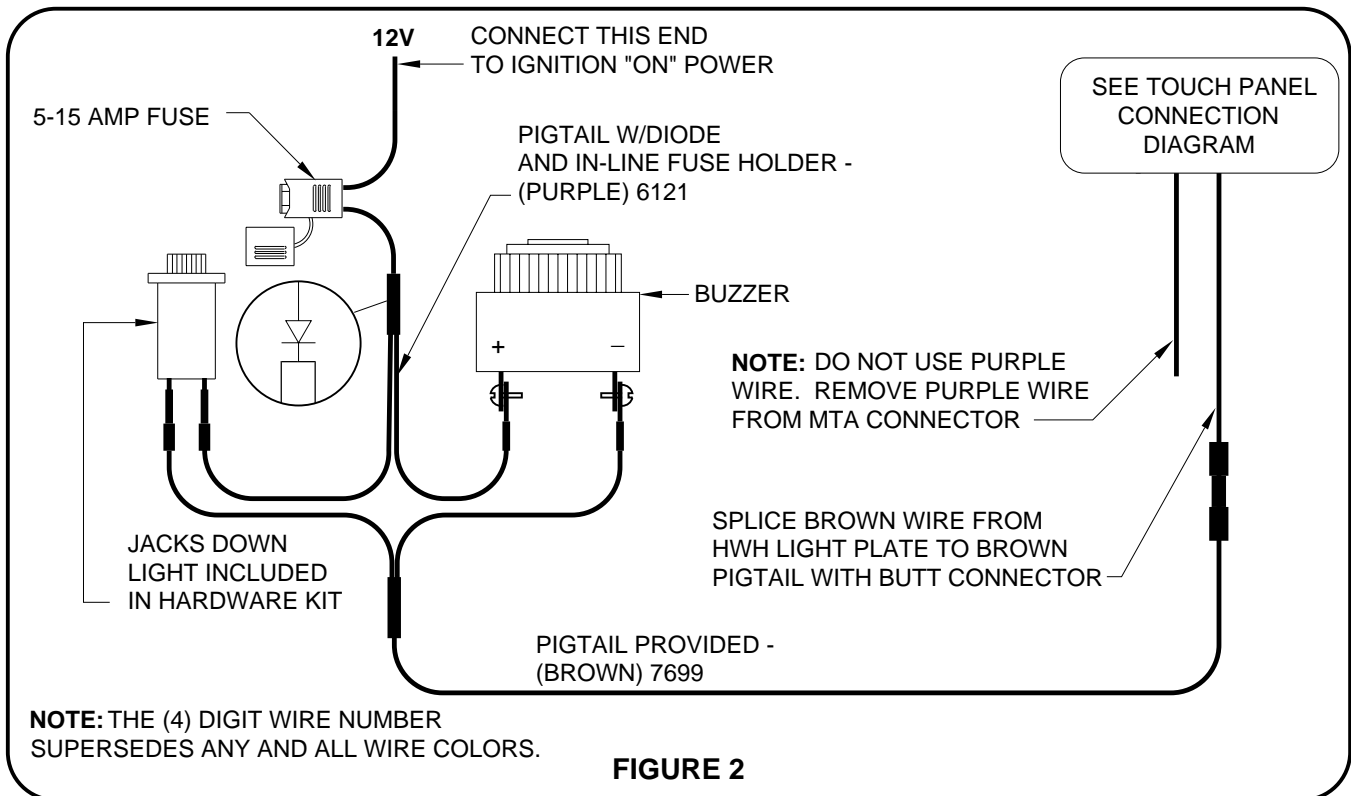 12V
CONNECT THIS END
TO IGNITION "ON" POWER
5-15 AMP FUSE
PIGTAIL W/DIODE
AND IN-LINE FUSE HOLDER -
(PURPLE) 6121
SEE TOUCH PANEL
CONNECTION
DIAGRAM
BUZZER
+
–
NOTE: DO NOT USE PURPLE
WIRE. REMOVE PURPLE WIRE
FROM MTA CONNECTOR
JACKS DOWN
LIGHT INCLUDED
IN HARDWARE KIT
SPLICE BROWN WIRE FROM
HWH LIGHT PLATE TO BROWN
PIGTAIL WITH BUTT CONNECTOR
PIGTAIL PROVIDED -
(BROWN) 7699
NOTE: THE (4) DIGIT WIRE NUMBER
SUPERSEDES ANY AND ALL WIRE COLORS.
FIGURE 2